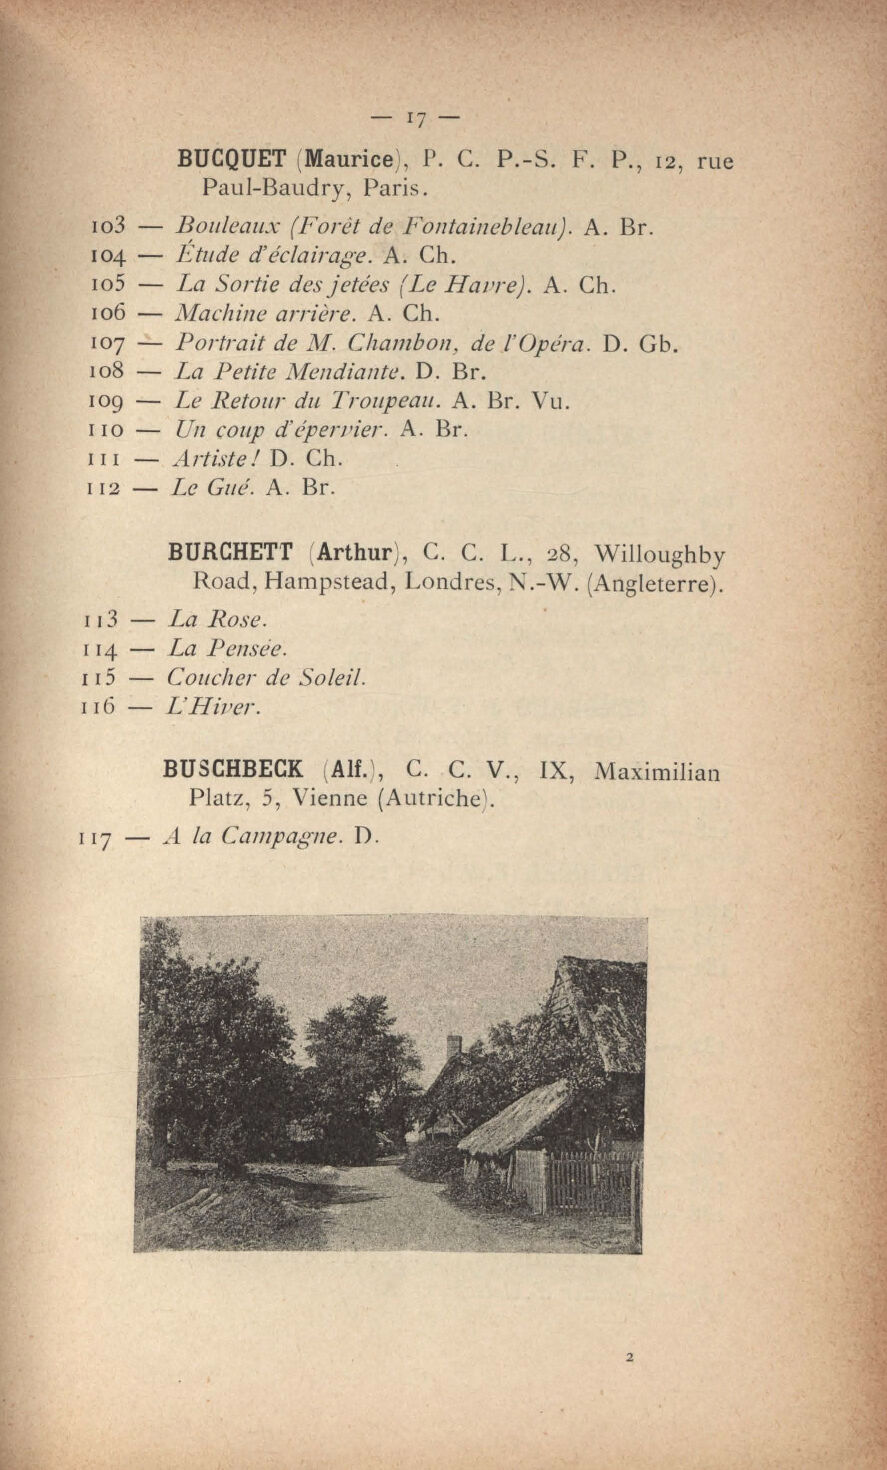 — 17 —
BUCQUET (Maurice), P. C. P.-S. F. P., 12, rue
Paul-Baudry, Paris.
103 — Bouleaux (Forêt de Fontainebleau). A. Br.
104 — Étude d'éclairage. A. Ch.
105 — La Sortie des jetées (Le Havre). A. Ch.
106 — Machine arrière. A. Ch.
107 — Portrait de M. Chambon, de l'Opéra. D. Gb.
108 — La Petite Mendiante. D. Br.
109 — Le Retour du Troupeau. A. Br. Vu.
110 — Un coup d'épervier. A. Br.
111 — Artiste! D. Ch.
112 — Le Gué. A. Br.
BURCHETT (Arthur), C. C. L., 28, Willoughby
Road, Hampstead, Londres, N.-W. (Angleterre).
113 — La Rose.
114 — La Pensée.
115 — Coucher de Soleil.
116 — L'Hiver.
BUSCHBECK (Alf.), C. C. V., IX, Maximilian
Platz, 5, Vienne (Autriche).
117 — A la Campagne. D.
2